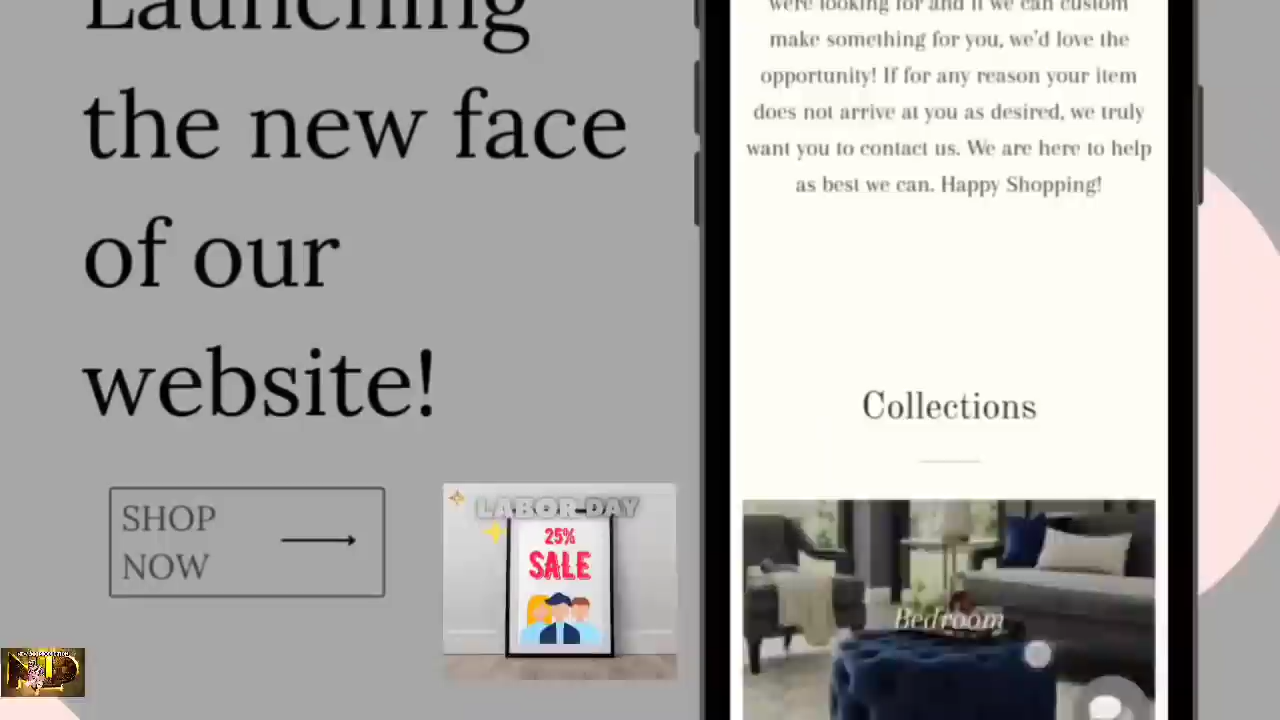 Launching
the new face
of our
website!
SHOP
NOW
LABOR DAY
25%
SALE
were looking for and if we can custom
make something for you, we'd love the
opportunity! If for any reason your item
does not arrive at you as desired, we truly
want you to contact us. We are here to help
as best we can. Happy Shopping!
Collections
Bedroom